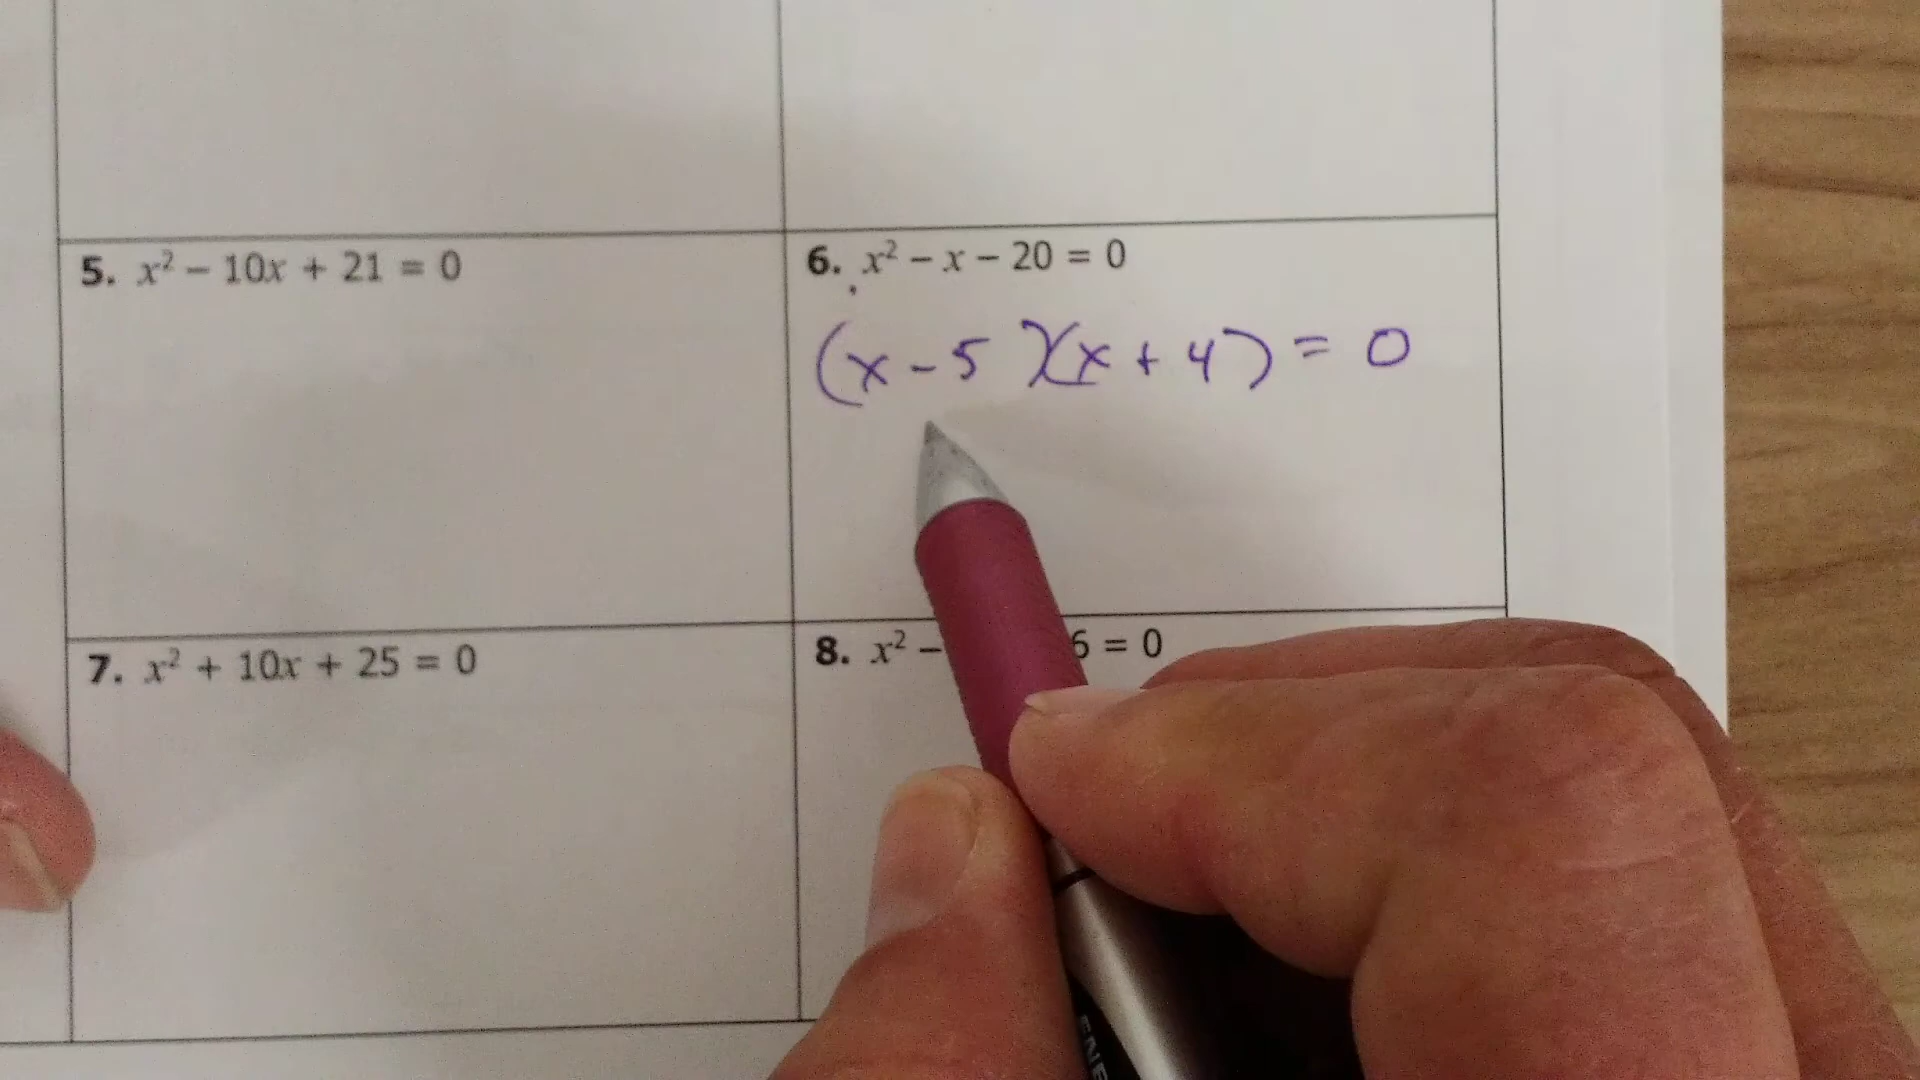 5. x² – 10x + 21 = 0
6. x² – x – 20 = 0
(x – 5)(x + 4) = 0
7. x² + 10x + 25 = 0
8. x² – 6 = 0